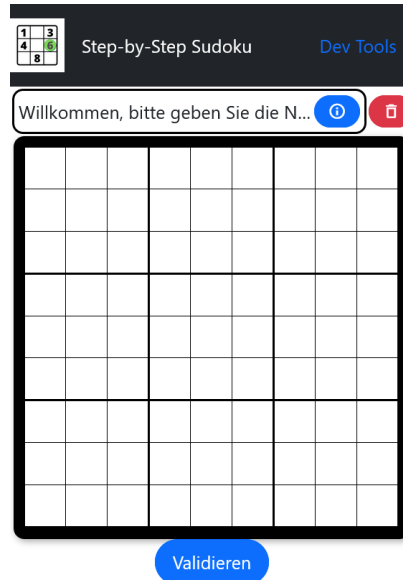 1 3
4 6
8
Step-by-Step Sudoku
Dev Tools
Willkommen, bitte geben Sie die N...
Validieren